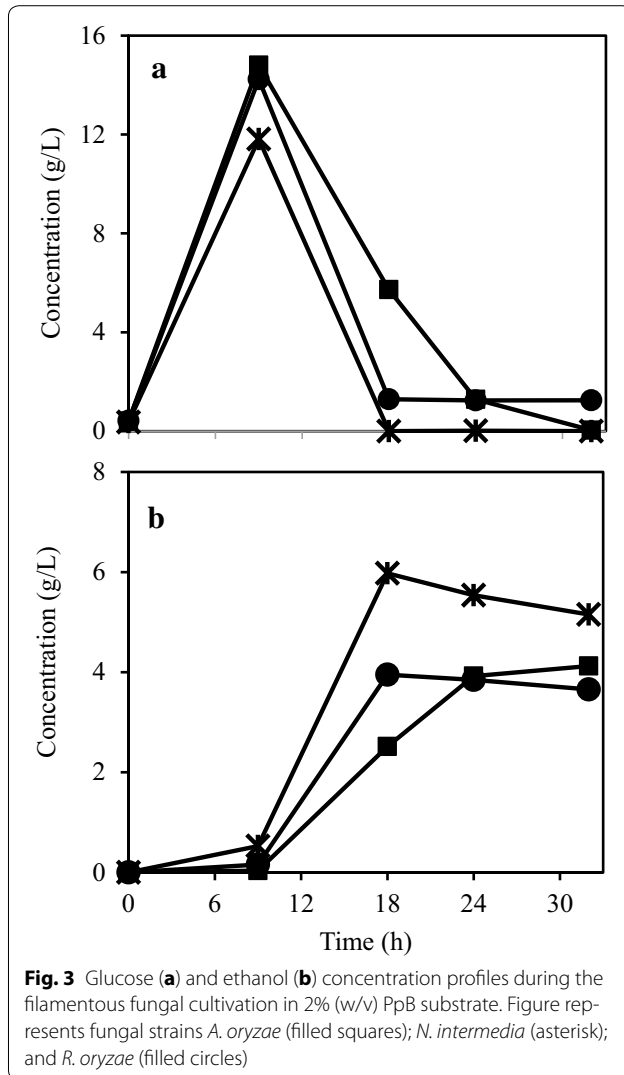 16
a
12
8
4
0
Concentration (g/L)
8
b
6
4
2
0
Concentration (g/L)
0 6 12 18 24 30
Time (h)
Fig. 3 Glucose (a) and ethanol (b) concentration profiles during the
filamentous fungal cultivation in 2% (w/v) PpB substrate. Figure rep-
resents fungal strains A. oryzae (filled squares); N. intermedia (asterisk);
and R. oryzae (filled circles)